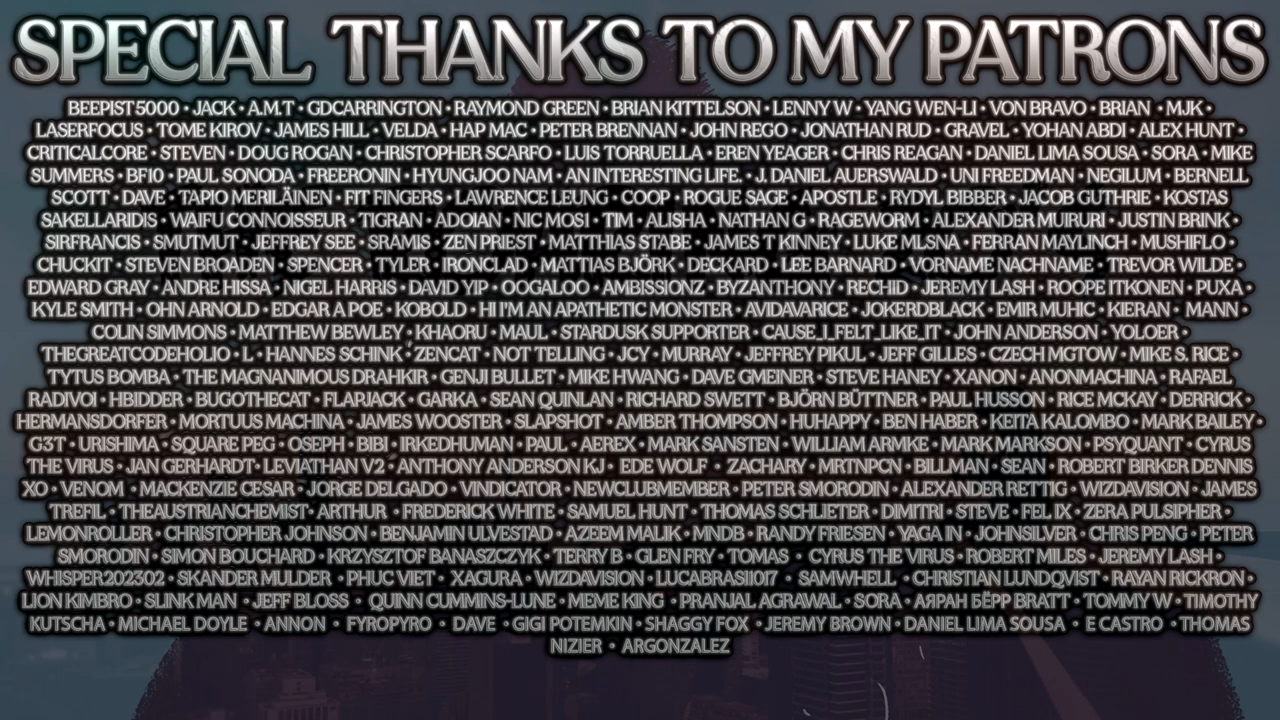 SPECIAL THANKS TO MY PATRONS
BEEPIST5000 • JACK • A.M.T • GDCARRINGTON • RAYMOND GREEN • BRIAN KITTELSON • LENNY W • YANG WEN-LI • VON BRAVO • BRIAN • MJK •
LASERFOCUS • TOME KIROV • JAMES HILL • VELDA • HAP MAC • PETER BRENNAN • JOHN REGO • JONATHAN RUD • GRAVEL • YOHAN ABDI • ALEX HUNT •
CRITICALCORE • STEVEN • DOUG ROGAN • CHRISTOPHER SCARFO • LUIS TORRUELLA • EREN YEAGER • CHRIS REAGAN • DANIEL LIMA SOUSA • SORA • MIKE
SUMMERS • BF10 • PAUL SONODA • FREERONIN • HYUNGJOO NAM • AN INTERESTING LIFE. • J. DANIEL AUERSWALD • UNI FREEDMAN • NEGILUM • BERNELL
SCOTT • DAVE • TAPIO MERILÄINEN • FIT FINGERS • LAWRENCE LEUNG • COOP • ROGUE SAGE • APOSTLE • RYDYL BIBBER • JACOB GUTHRIE • KOSTAS
SAKELLARIDIS • WAIFU CONNOISSEUR • TIGRAN • ADOIAN • NIC MOSI • TIM • ALISHA • NATHAN G • RAGEWORM • ALEXANDER MUIRURI • JUSTIN BRINK •
SIRFRANCIS • SMUTMUT • JEFFREY SEE • SRAMIS • ZEN PRIEST • MATTHIAS STABE • JAMES T KINNEY • LUKE MLSNA • FERRAN MAYLINCH • MUSHIFLO •
CHUCKIT • STEVEN BROADEN • SPENCER • TYLER • IRONCLAD • MATTIAS BJÖRK • DECKARD • LEE BARNARD • VORNAME NACHNAME • TREVOR WILDE •
EDWARD GRAY • ANDRE HISSA • NIGEL HARRIS • DAVID YIP • OOGALOO • AMBISSIONZ • BYZANTHONY • RECHID • JEREMY LASH • ROOPE ITKONEN • PUXA •
KYLE SMITH • OHN ARNOLD • EDGAR A POE • KOBOLD • HI I'M AN APATHETIC MONSTER • AVIDAVARICE • JOKERDBLACK • EMIR MUHIC • KIERAN • MANN •
COLIN SIMMONS • MATTHEW BEWLEY • KHAORU • MAUL • STARDUSK SUPPORTER • CAUSE_I_FELT_LIKE_IT • JOHN ANDERSON • YOLOER •
THEGREATCODEHOLIO • L • HANNES SCHINK • ZENCAT • NOT TELLING • JCY • MURRAY • JEFFREY PIKUL • JEFF GILLES • CZECH MGTOW • MIKE S. RICE •
TYTUS BOMBA • THE MAGNANIMOUS DRAHKIR • GENJI BULLET • MIKE HWANG • DAVE GMEINER • STEVE HANEY • XANON • ANONMACHINA • RAFAEL
RADIVOI • HBIDDER • BUGOTHECAT • FLAPJACK • GARKA • SEAN QUINLAN • RICHARD SWETT • BJÖRN BÜTTNER • PAUL HUSSON • RICE MCKAY • DERRICK •
HERMANSDORFER • MORTUUS MACHINA • JAMES WOOSTER • SLAPSHOT • AMBER THOMPSON • HUHAPPY • BEN HABER • KEITA KALOMBO • MARK BAILEY •
G3T • URISHIMA • SQUARE PEG • OSEPH • BIBI • IRKEDHUMAN • PAUL • AEREX • MARK SANSTEN • WILLIAM ARMKE • MARK MARKSON • PSYQUANT • CYRUS
THE VIRUS • JAN GERHARDT • LEVIATHAN V2 • ANTHONY ANDERSON KJ • EDE WOLF • ZACHARY • MRTNPCN • BILLMAN • SEAN • ROBERT BIRKER DENNIS
XO • VENOM • MACKENZIE CESAR • JORGE DELGADO • VINDICATOR • NEWCLUBMEMBER • PETER SMORODIN • ALEXANDER RETTIG • WIZDAVISION • JAMES
TREFIL • THEAUSTRIANCHEMIST • ARTHUR • FREDERICK WHITE • SAMUEL HUNT • THOMAS SCHLIETER • DIMITRI • STEVE • FEL IX • ZERA PULSIPHER •
LEMONROLLER • CHRISTOPHER JOHNSON • BENJAMIN ULVESTAD • AZEEM MALIK • MNDB • RANDY FRIESEN • YAGA IN • JOHNSILVER • CHRIS PENG • PETER
SMORODIN • SIMON BOUCHARD • KRZYSZTOF BANASZCZYK • TERRY B • GLEN FRY • TOMAS • CYRUS THE VIRUS • ROBERT MILES • JEREMY LASH •
WHISPER202302 • SKANDER MULDER • PHUC VIET • XAGURA • WIZDAVISION • LUCABRASIII017 • SAMWHELL • CHRISTIAN LUNDQVIST • RAYAN RICKRON •
LION KIMBRO • SLINK MAN • JEFF BLOSS • QUINN CUMMINS-LUNE • MEME KING • PRANJAL AGRAWAL • SORA • АЯРАН БЁРР BRATT • TOMMY W • TIMOTHY
KUTSCHA • MICHAEL DOYLE • ANNON • FYROPYRO • DAVE • GIGI POTEMKIN • SHAGGY FOX • JEREMY BROWN • DANIEL LIMA SOUSA • E CASTRO • THOMAS
NIZIER • ARGONZALEZ